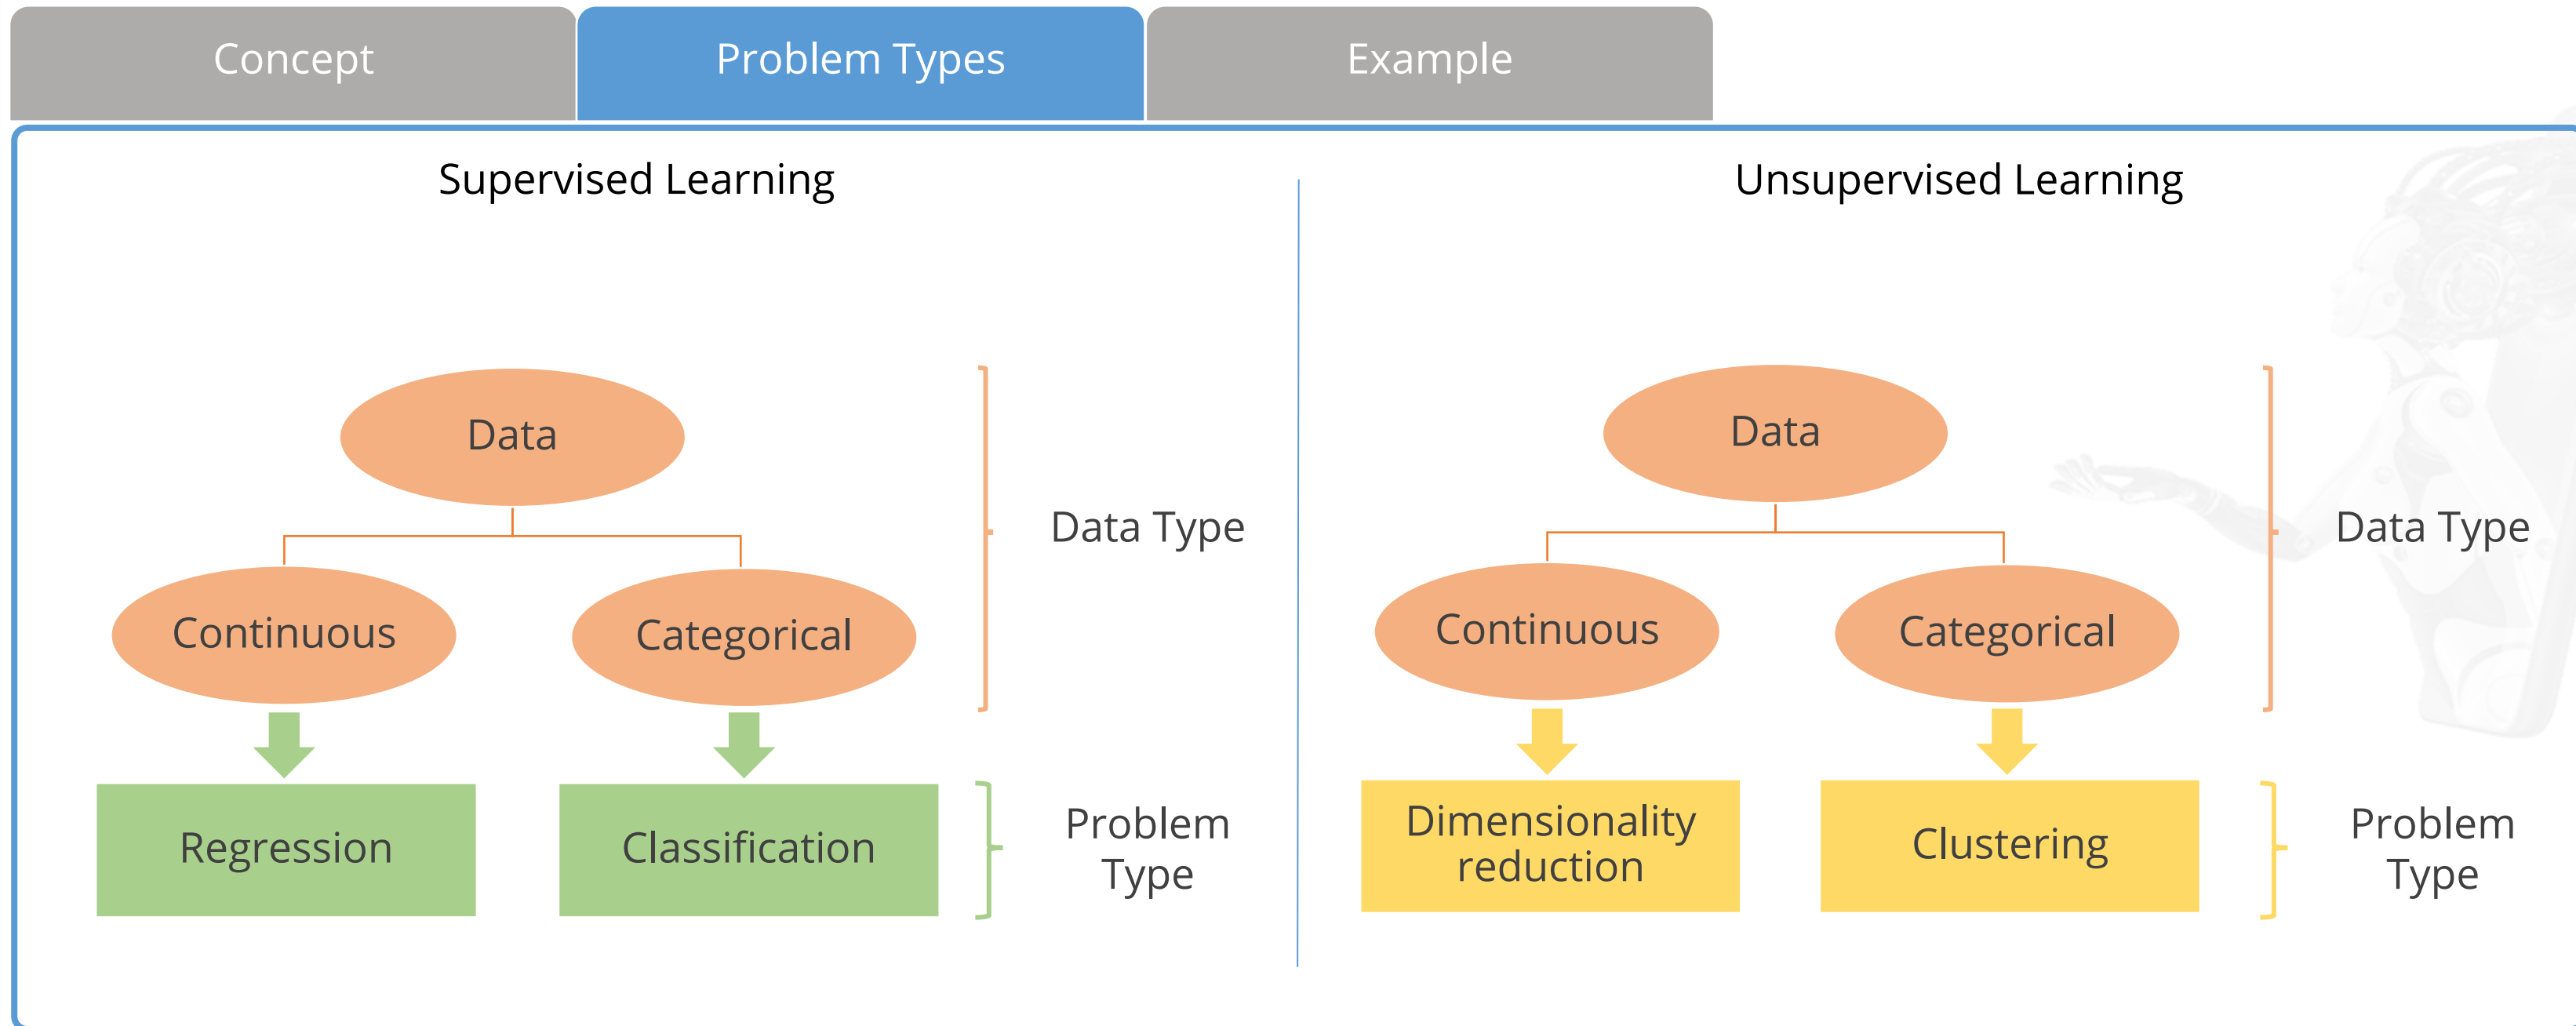 Concept
Problem Types
Example
Supervised Learning
Data
Continuous
Categorical
Data Type
Regression
Classification
Problem
Type
Unsupervised Learning
Data
Continuous
Categorical
Data Type
Dimensionality
reduction
Clustering
Problem
Type